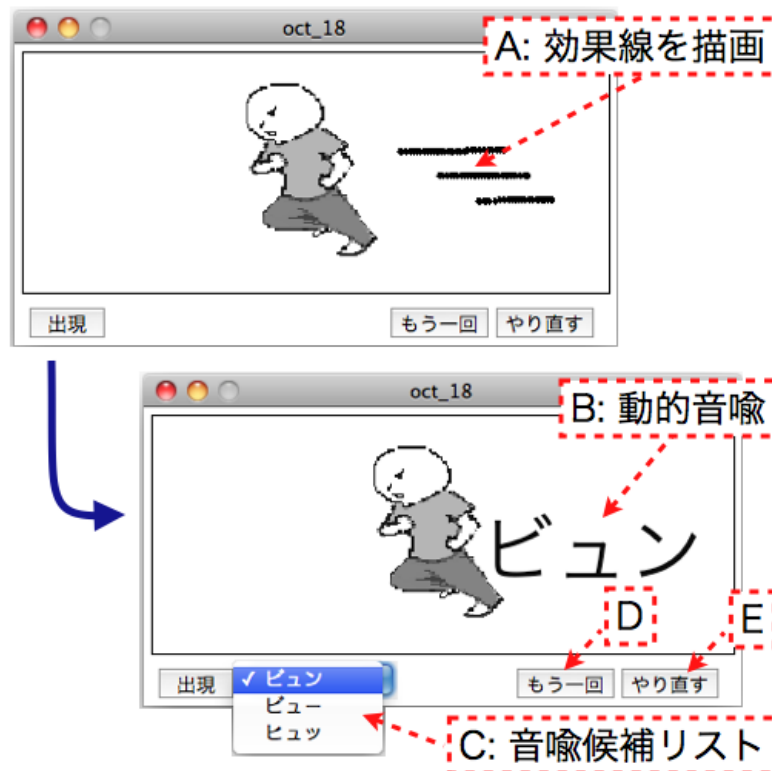 oct_18
A: 効果線を描画
出現
もう一回
やり直す
oct_18
B: 動的音喩
ビュン
D
E
出現
✓ ビュン
ビュー
ヒュッ
もう一回
やり直す
C: 音喩候補リスト